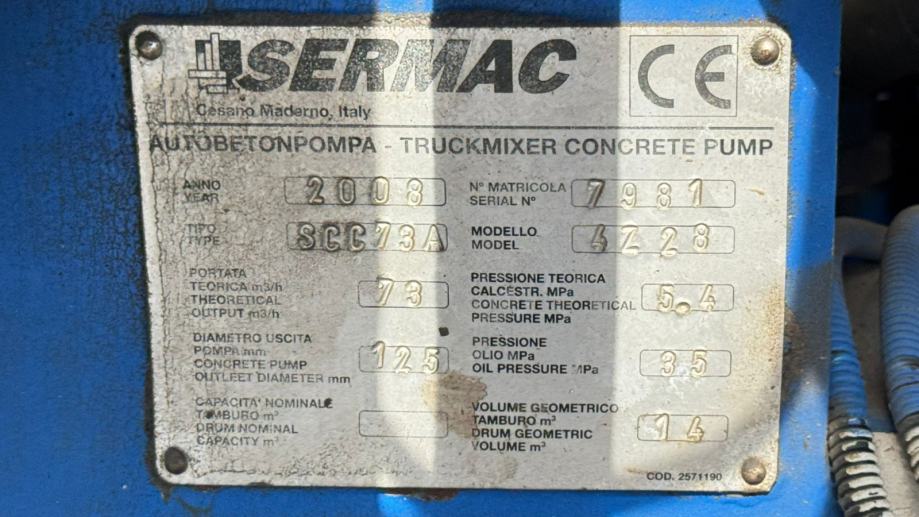 SERMAC
CE
Cesano Maderno, Italy
AUTOBETONPOMPA - TRUCKMIXER CONCRETE PUMP
ANNO
YEAR
2008
N° MATRICOLA
SERIAL N°
7981
TIPO
TYPE
SCC73A
MODELLO
MODEL
4Z28
PORTATA
TEORICA m3/h
THEORETICAL
OUTPUT m3/h
73
PRESSIONE TEORICA
CALCESTR. MPa
CONCRETE THEORETICAL
PRESSURE MPa
5.4
DIAMETRO USCITA
POMPA mm
CONCRETE PUMP
OUTLEET DIAMETER mm
125
PRESSIONE
OLIO MPa
OIL PRESSURE MPa
35
CAPACITA' NOMINALE
TAMBURO m³
DRUM NOMINAL
CAPACITY m³
VOLUME GEOMETRICO
TAMBURO m³
DRUM GEOMETRIC
VOLUME m³
14
COD. 2571190